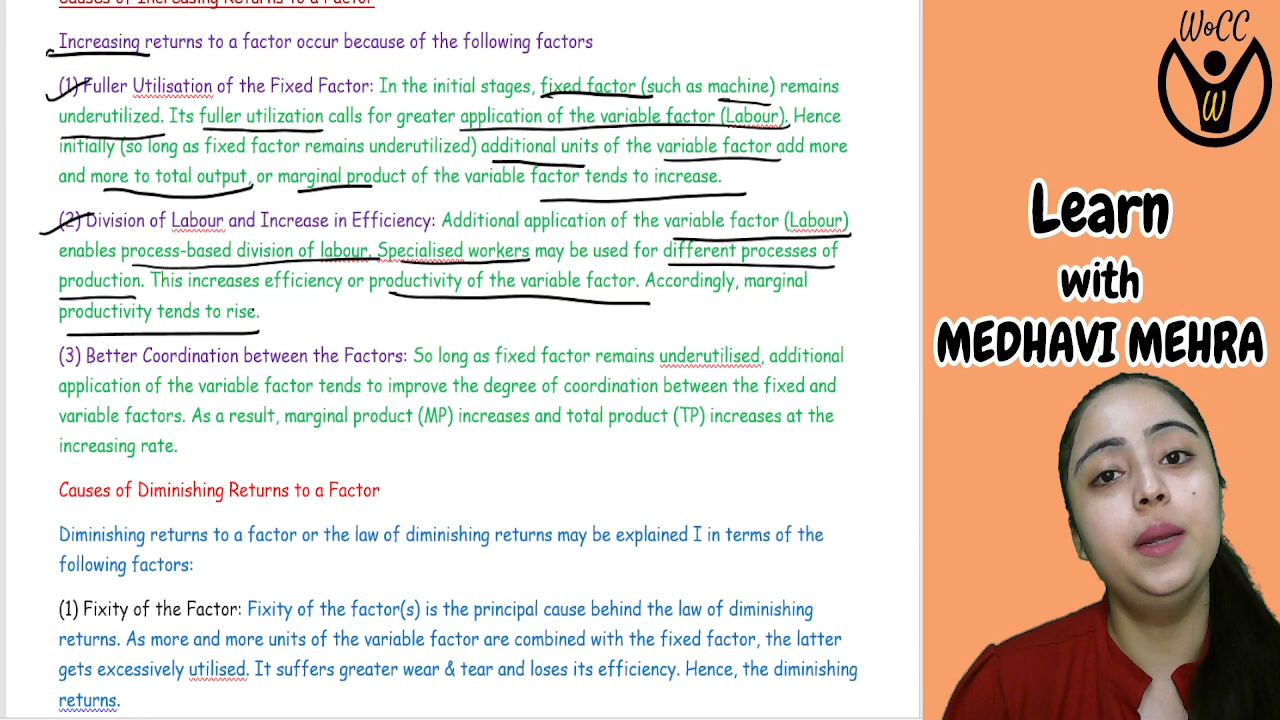 Causes of Increasing Returns to a Factor
Increasing returns to a factor occur because of the following factors
(1) Fuller Utilisation of the Fixed Factor: In the initial stages, fixed factor (such as machine) remains
underutilized. Its fuller utilization calls for greater application of the variable factor (Labour). Hence
initially (so long as fixed factor remains underutilized) additional units of the variable factor add more
and more to total output, or marginal product of the variable factor tends to increase.
(2) Division of Labour and Increase in Efficiency: Additional application of the variable factor (Labour)
enables process-based division of labour. Specialised workers may be used for different processes of
production. This increases efficiency or productivity of the variable factor. Accordingly, marginal
productivity tends to rise.
(3) Better Coordination between the Factors: So long as fixed factor remains underutilised, additional
application of the variable factor tends to improve the degree of coordination between the fixed and
variable factors. As a result, marginal product (MP) increases and total product (TP) increases at the
increasing rate.
Causes of Diminishing Returns to a Factor
Diminishing returns to a factor or the law of diminishing returns may be explained I in terms of the
following factors:
(1) Fixity of the Factor: Fixity of the factor(s) is the principal cause behind the law of diminishing
returns. As more and more units of the variable factor are combined with the fixed factor, the latter
gets excessively utilised. It suffers greater wear & tear and loses its efficiency. Hence, the diminishing
returns.
WoCC
W
Learn
with
MEDHAVI MEHRA